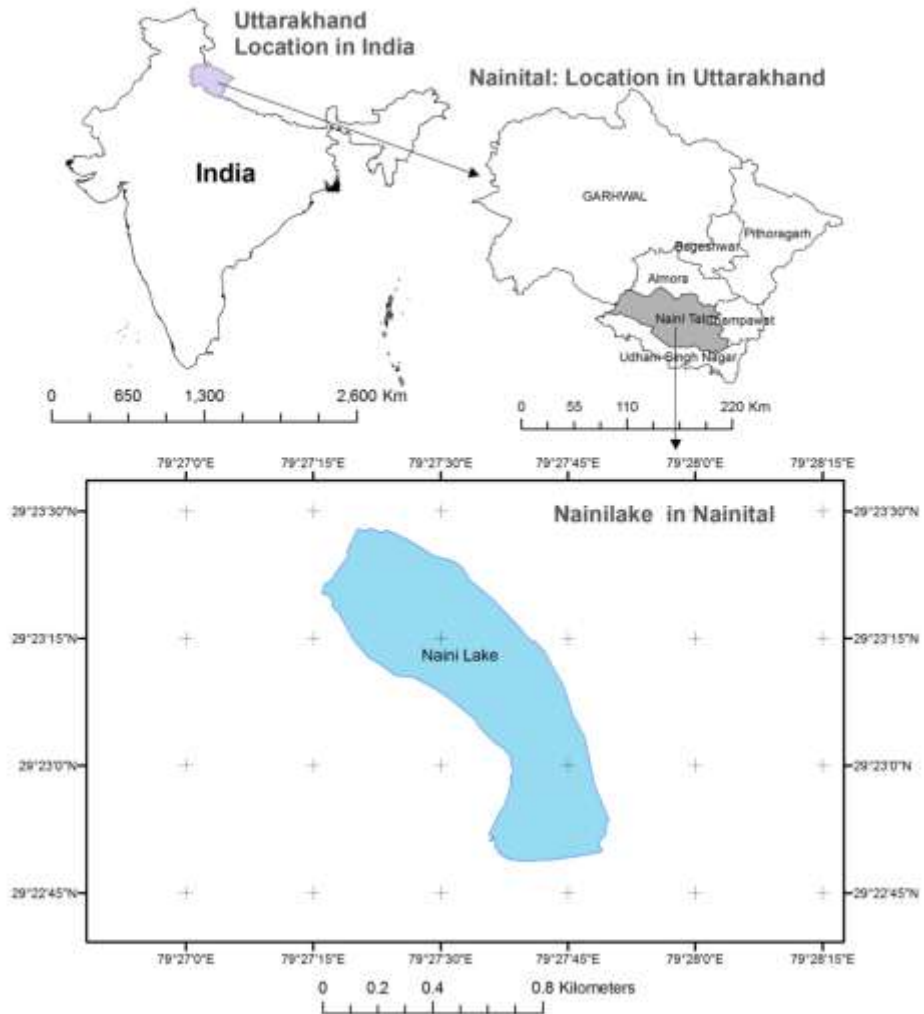 Uttarakhand
Location in India
Nainital: Location in Uttarakhand
India
GARHWAL
Pithoragarh
Bageshwar
Almora
Naini Tal
Champawat
Udham Singh Nagar
0 650 1,300 2,600 Km
0 55 110 220 Km
79°27'0"E 79°27'15"E 79°27'30"E 79°27'45"E 79°28'0"E 79°28'15"E
29°23'30"N 29°23'30"N
Nainilake in Nainital
29°23'15"N 29°23'15"N
Naini Lake
29°23'0"N 29°23'0"N
29°22'45"N 29°22'45"N
79°27'0"E 79°27'15"E 79°27'30"E 79°27'45"E 79°28'0"E 79°28'15"E
0 0.2 0.4 0.8 Kilometers